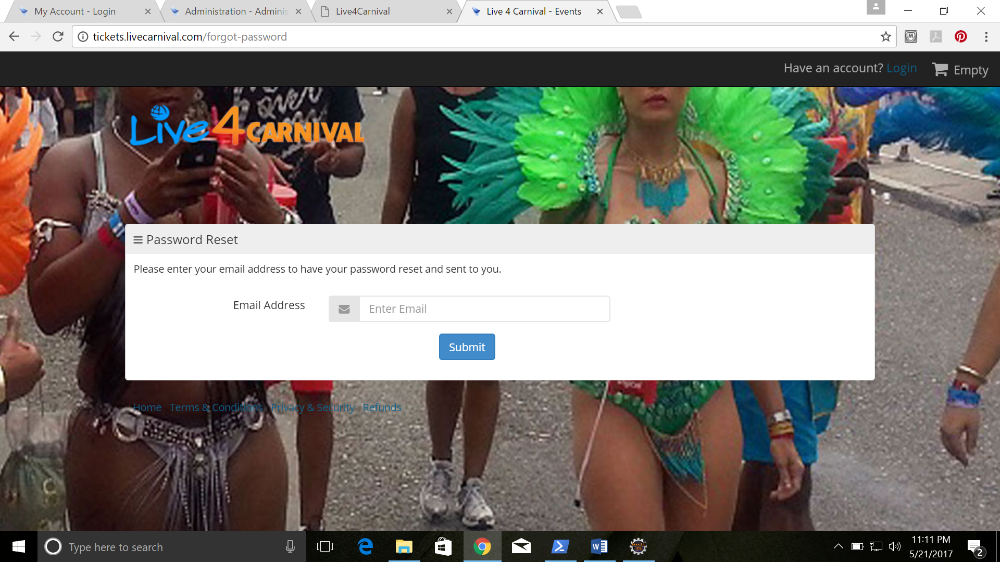 My Account - Login
Administration - Adminis
Live4Carnival
Live 4 Carnival - Events
tickets.livecarnival.com/forgot-password
Have an account? Login
Empty
Live4CARNIVAL
Password Reset
Please enter your email address to have your password reset and sent to you.
Email Address
Enter Email
Submit
Home Terms & Conditions Privacy & Security Refunds
Type here to search
11:11 PM
5/21/2017
2